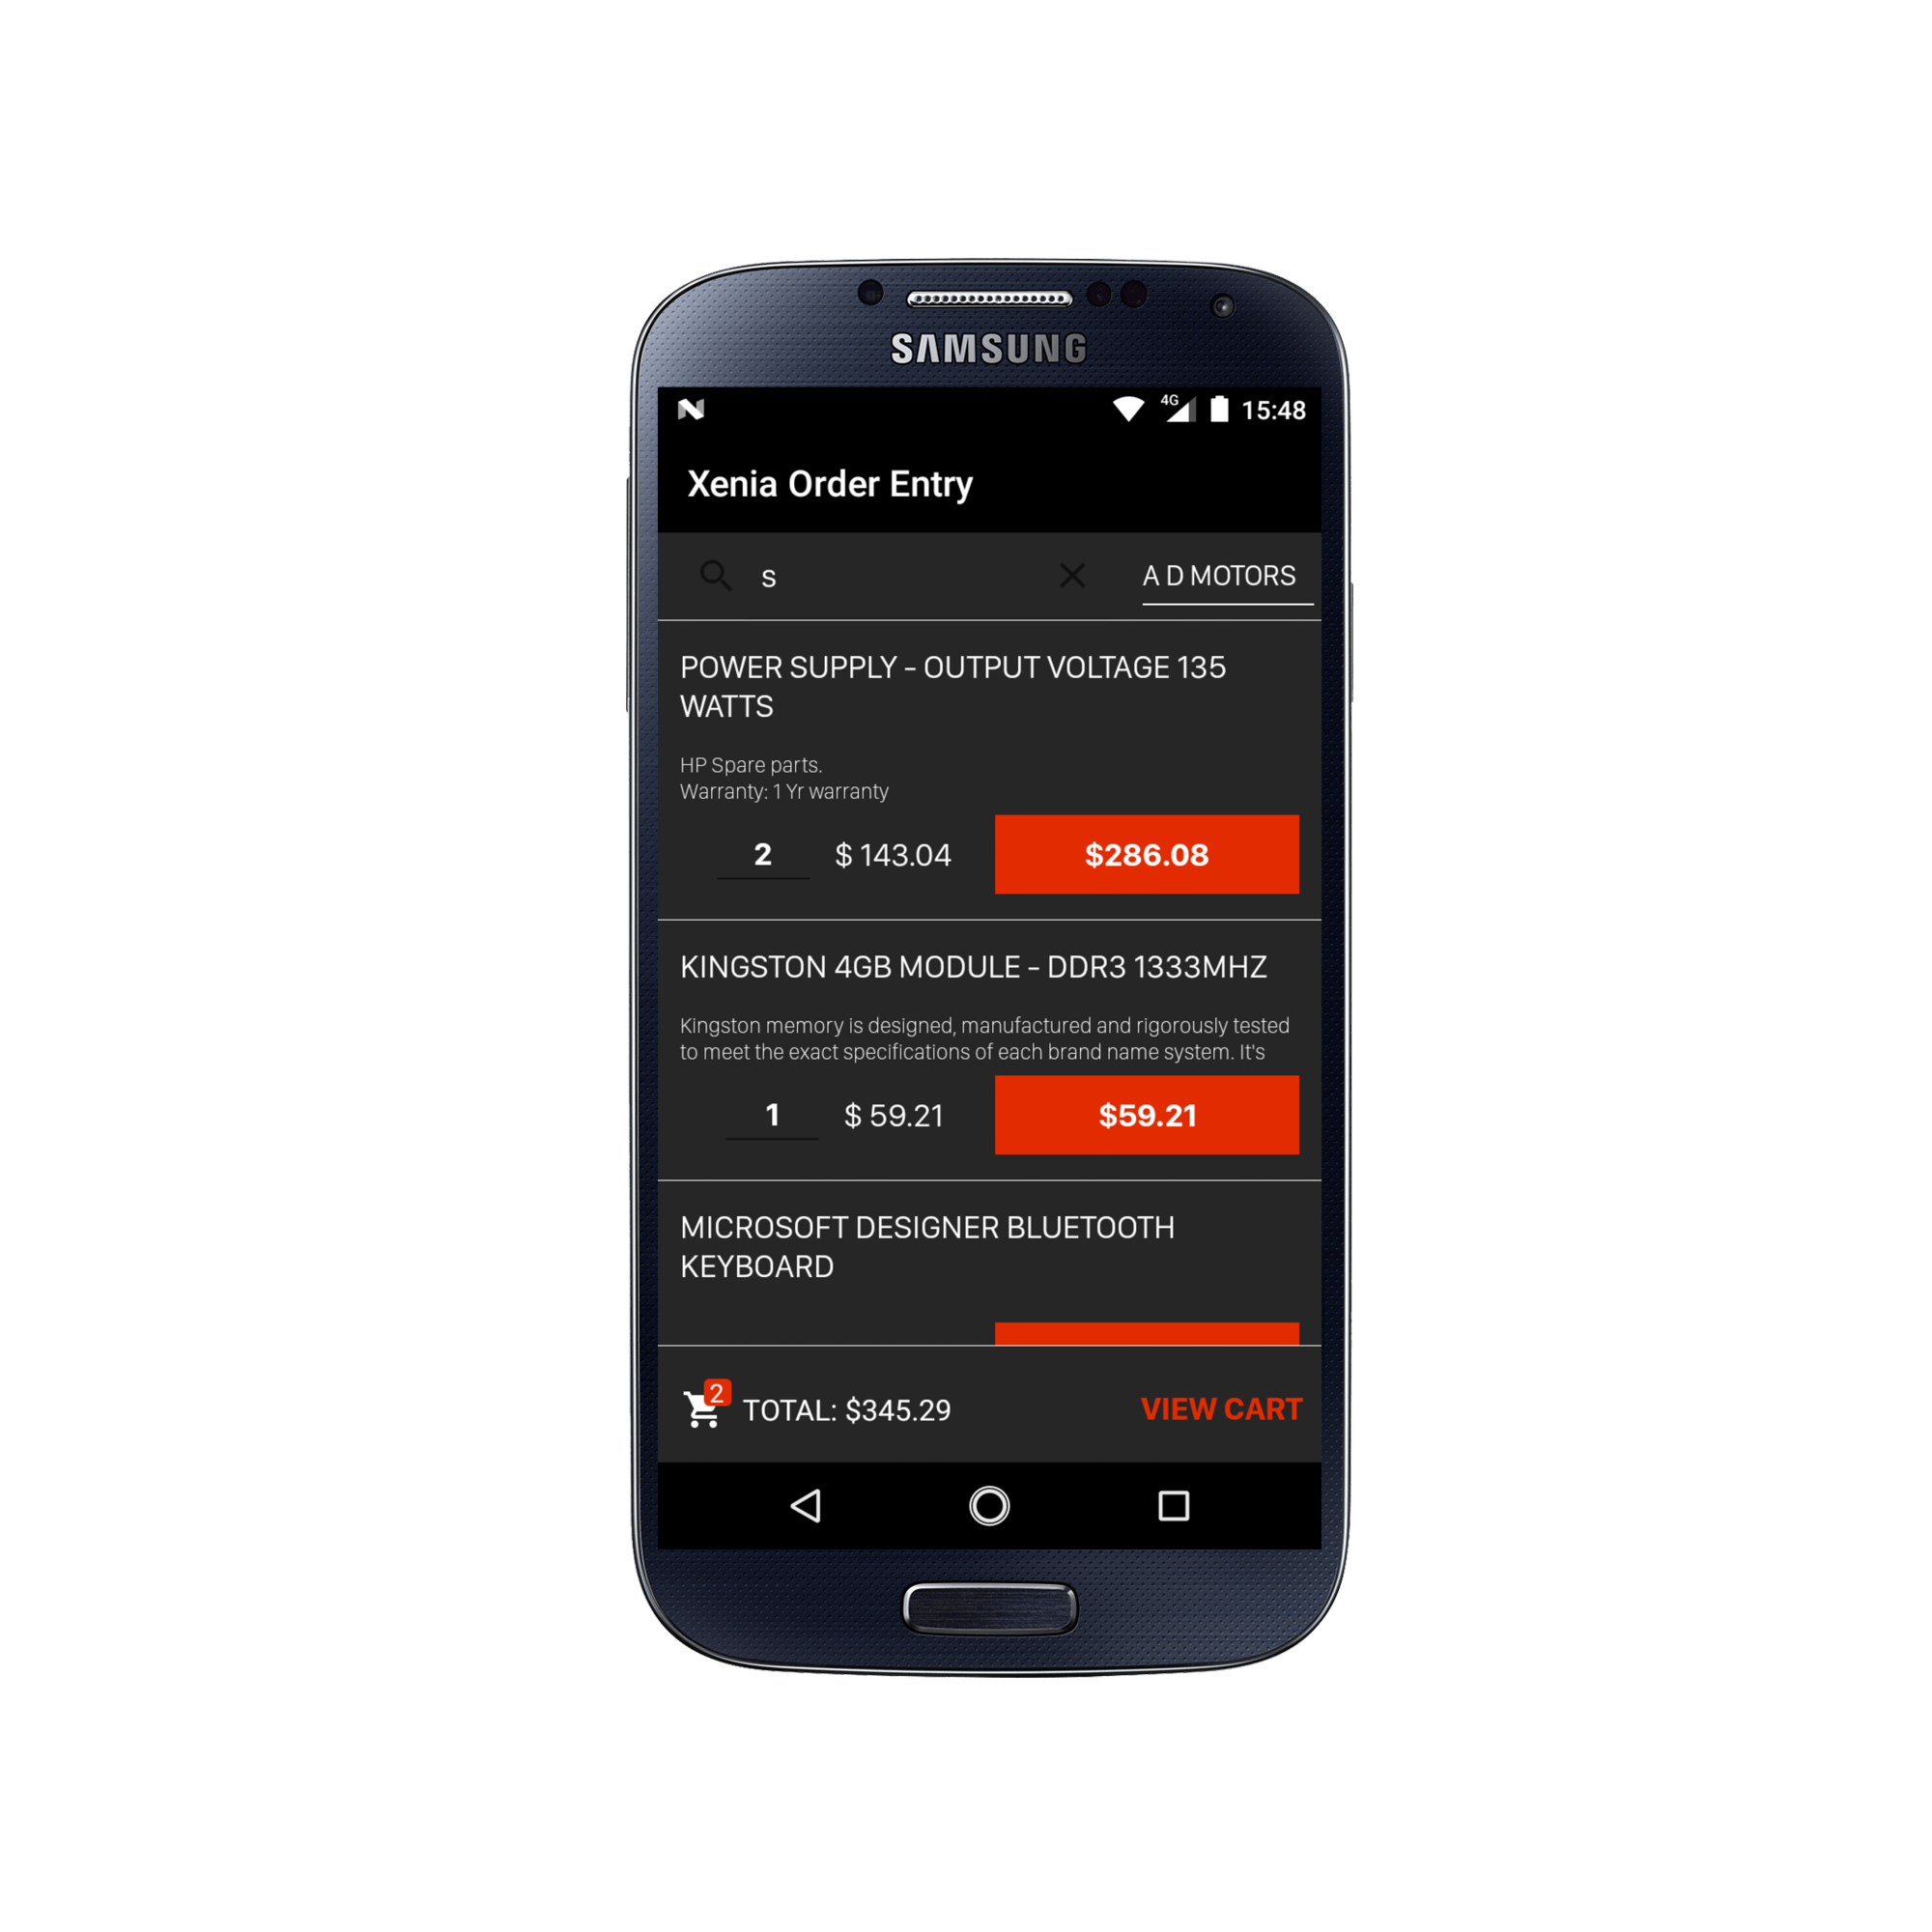 SAMSUNG
4G 15:48
Xenia Order Entry
s A D MOTORS
POWER SUPPLY - OUTPUT VOLTAGE 135
WATTS
HP Spare parts.
Warranty: 1 Yr warranty
2 $ 143.04 $286.08
KINGSTON 4GB MODULE - DDR3 1333MHZ
Kingston memory is designed, manufactured and rigorously tested
to meet the exact specifications of each brand name system. It's
1 $ 59.21 $59.21
MICROSOFT DESIGNER BLUETOOTH
KEYBOARD
2 TOTAL: $345.29 VIEW CART